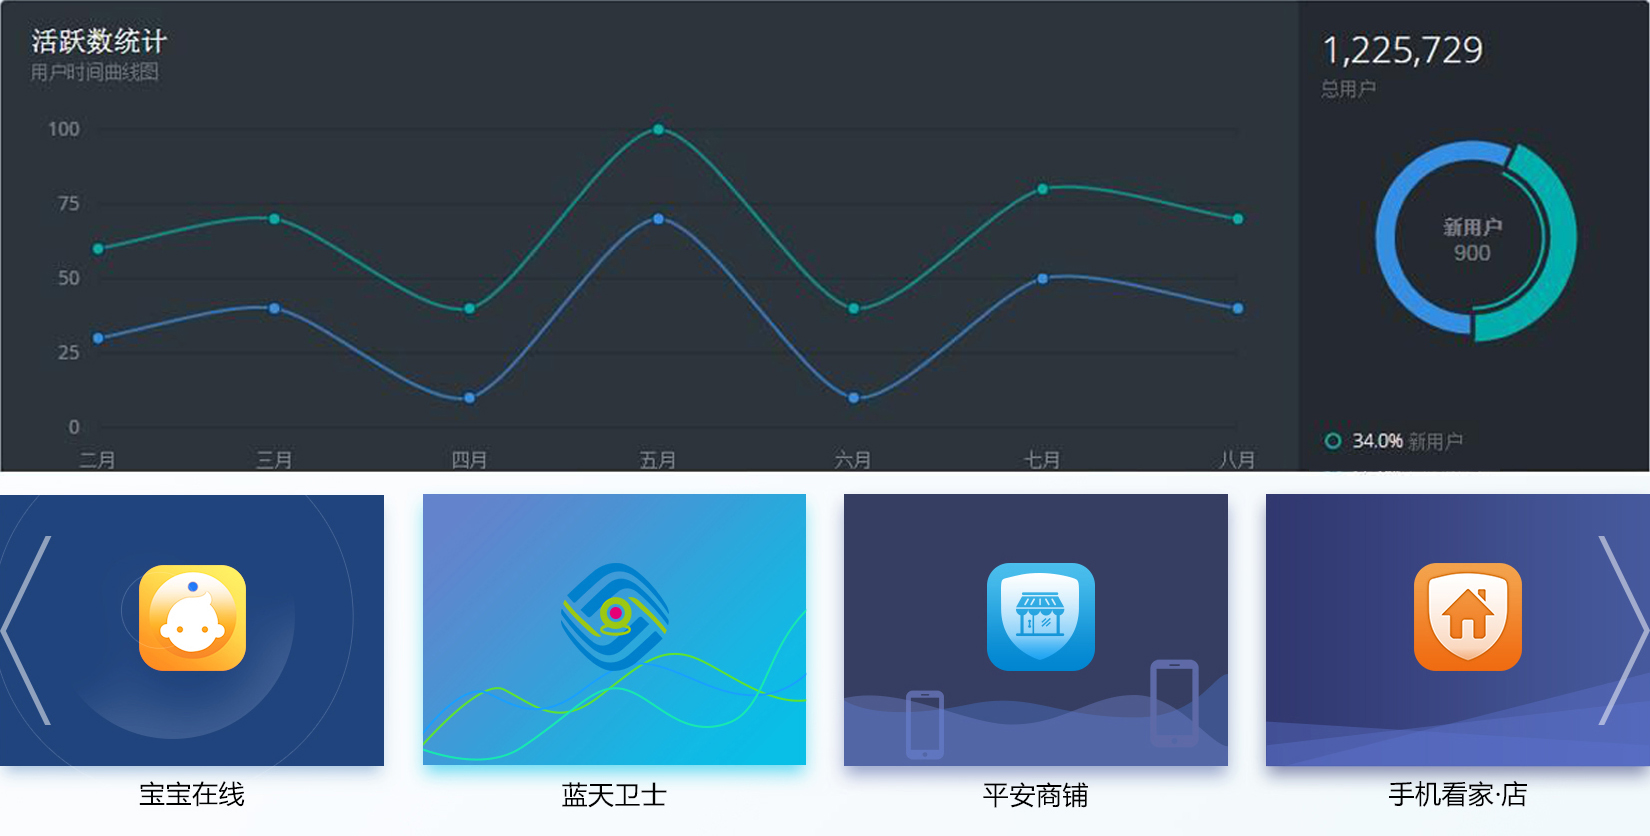 活跃数统计
用户时间曲线图
100
75
50
25
0
二月 三月 四月 五月 六月 七月 八月
1,225,729
总用户
新用户
900
34.0% 新用户
宝宝在线
蓝天卫士
平安商铺
手机看家·店